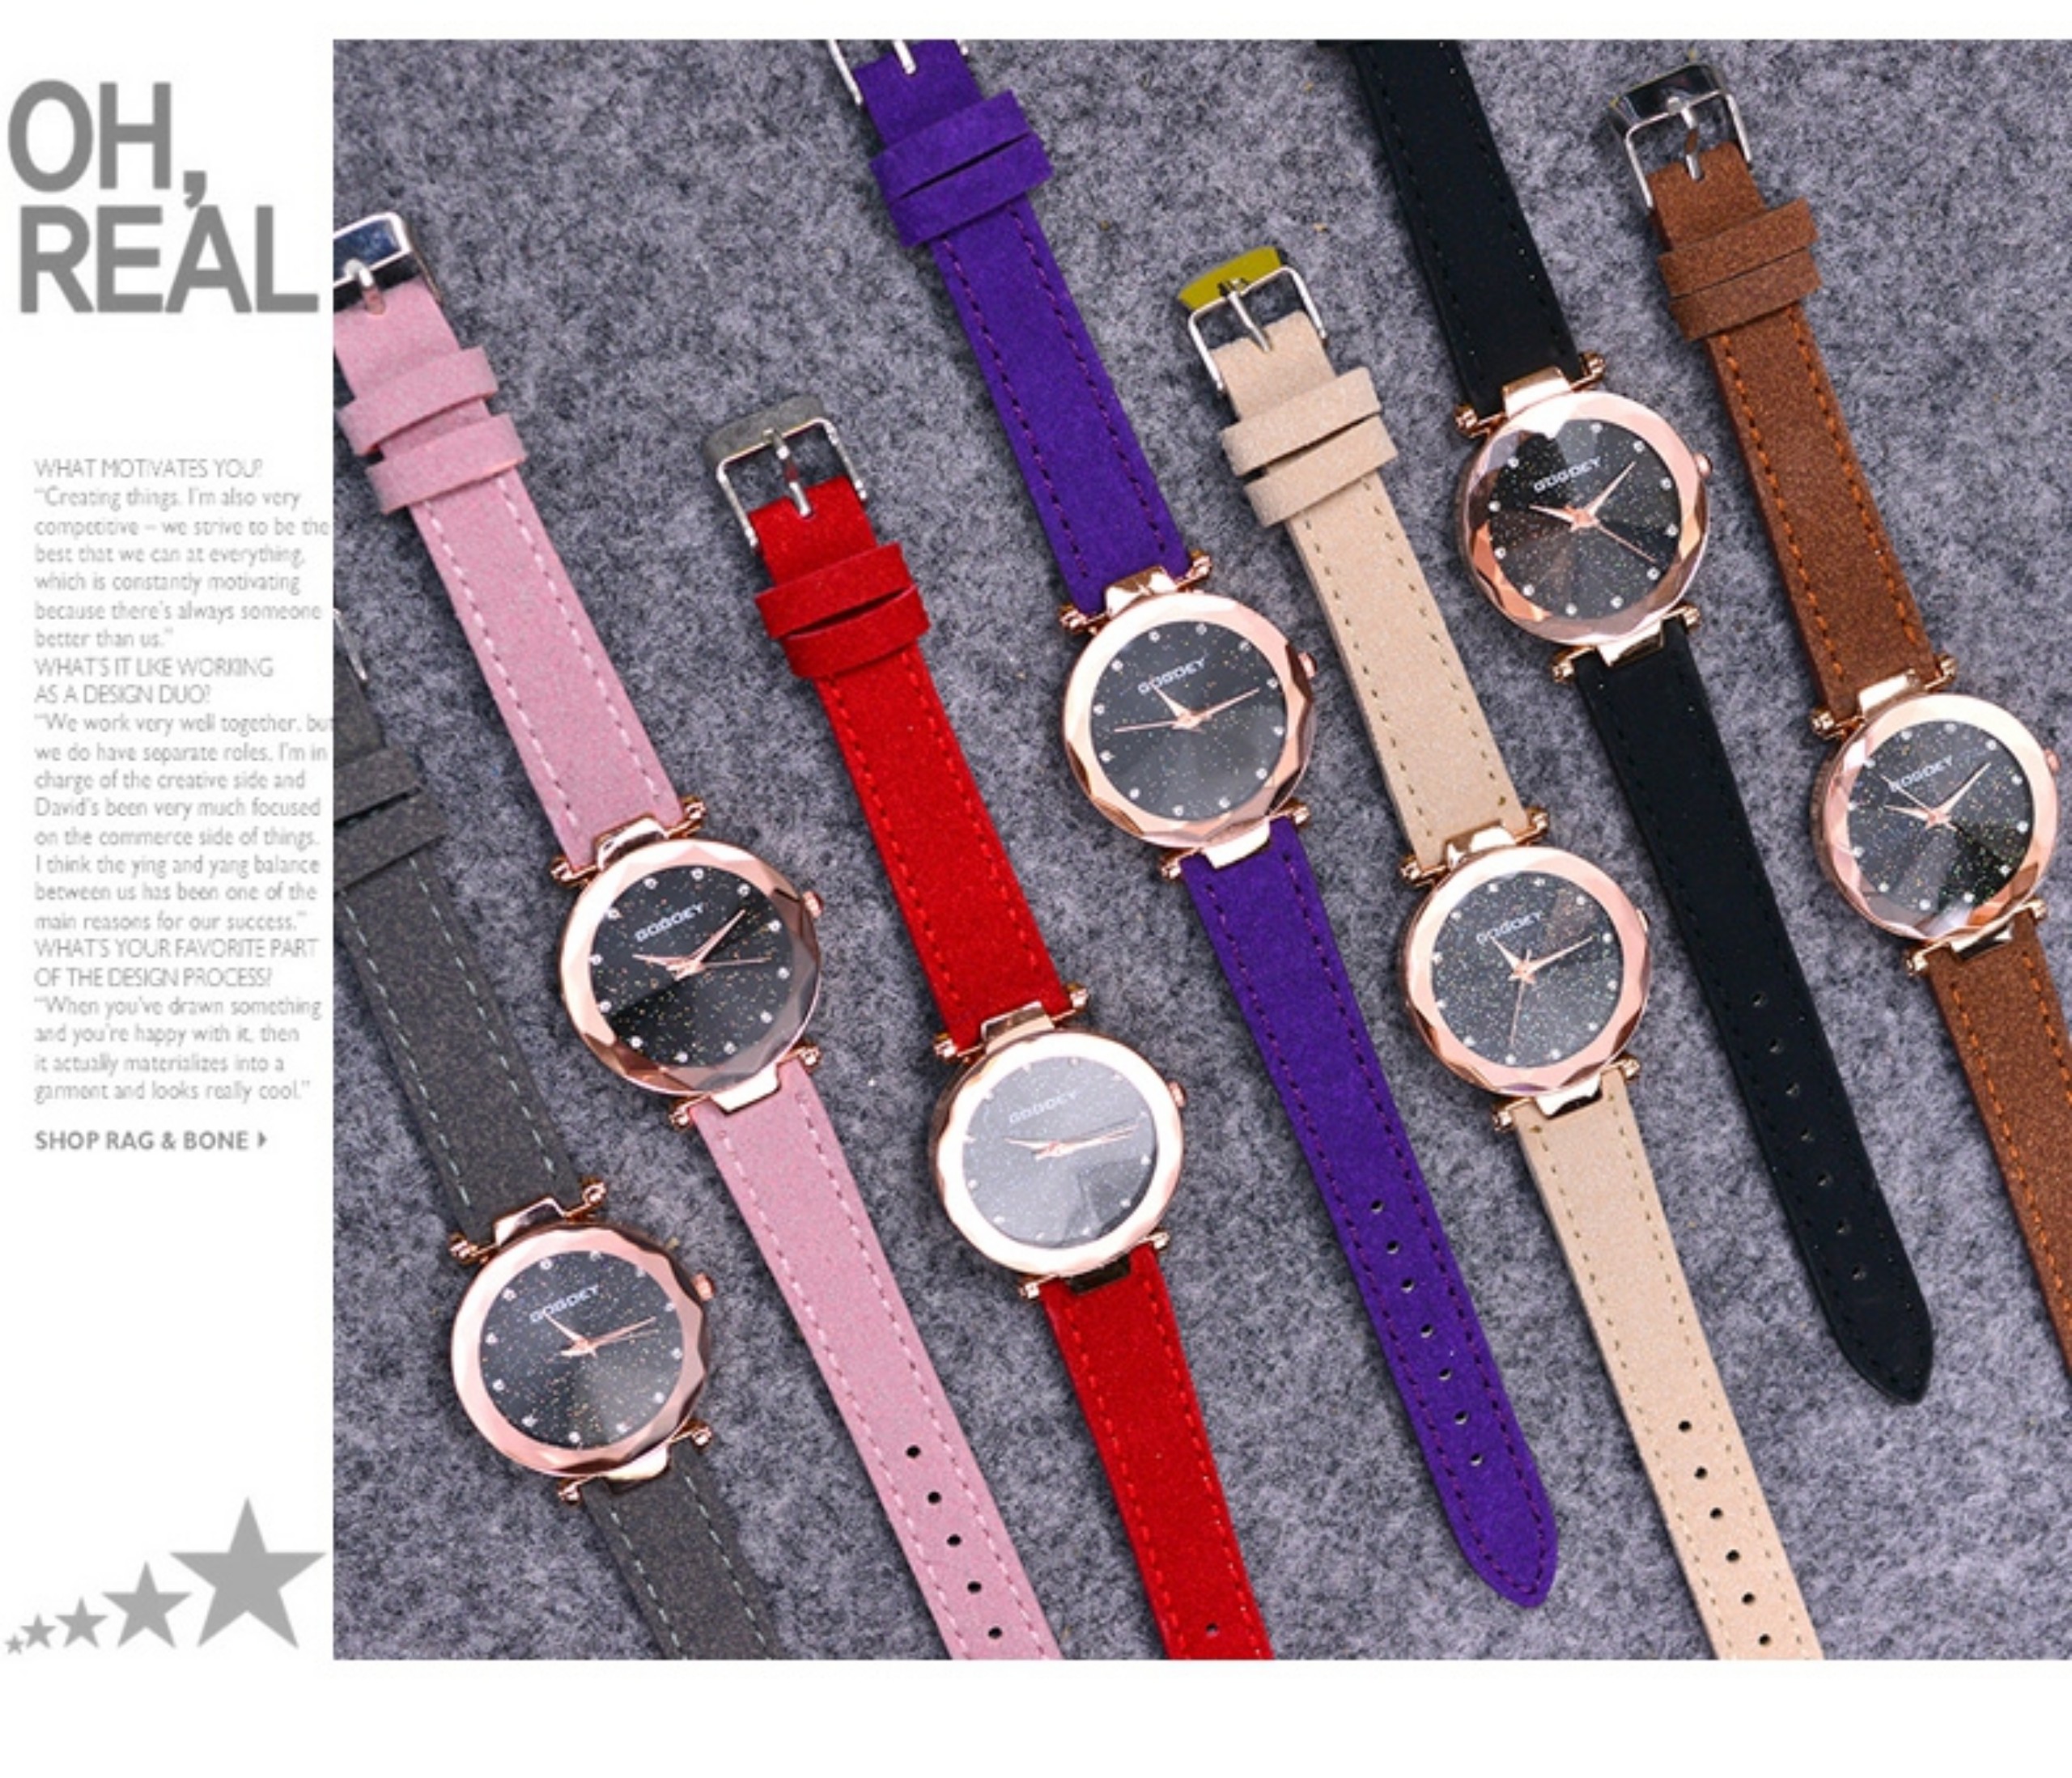 OH,
REAL
WHAT MOTIVATES YOU?
“Creating things. I'm also very
competitive – we strive to be the
best that we can at everything,
which is constantly motivating
because there's always someone
better than us.”
WHAT'S IT LIKE WORKING
AS A DESIGN DUO?
“We work very well together, but
we do have separate roles. I'm in
charge of the creative side and
David's been very much focused
on the commerce side of things.
I think the ying and yang balance
between us has been one of the
main reasons for our success.”
WHAT'S YOUR FAVORITE PART
OF THE DESIGN PROCESS?
“When you've drawn something
and you're happy with it, then
it actually materializes into a
garment and looks really cool.”
SHOP RAG & BONE
GOGOEY
GOGOEY
GOGOEY
GOGOEY
GOGOEY
GOGOEY
GOGOEY